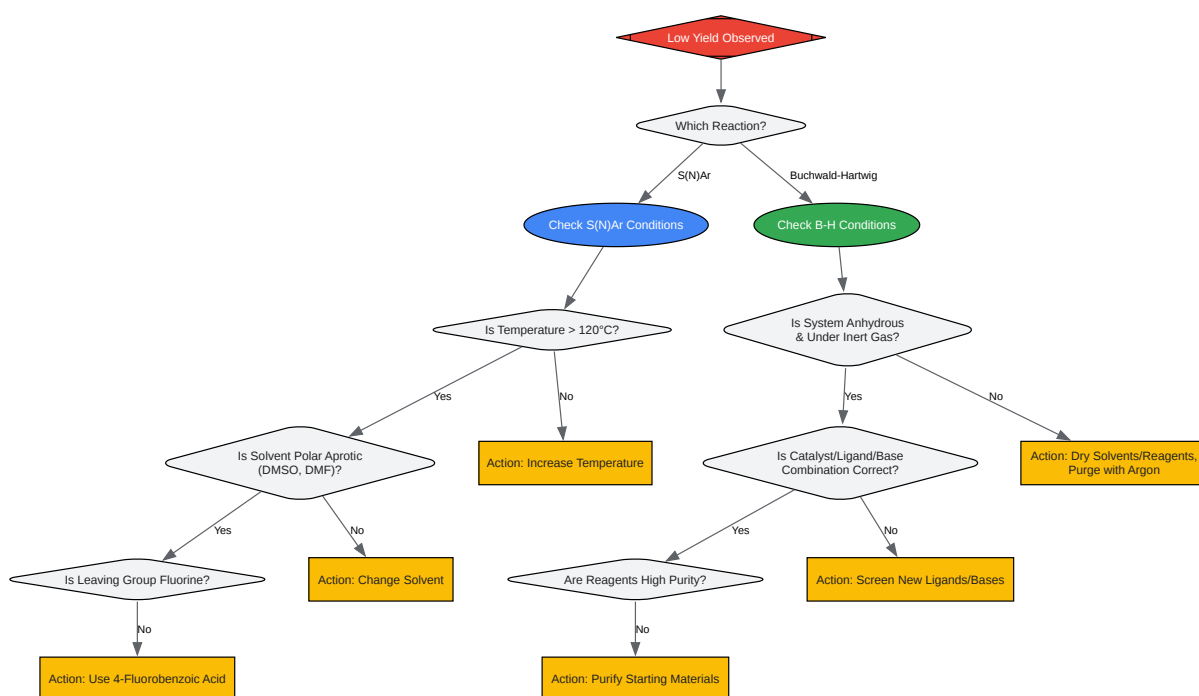 Low Yield Observed
Which Reaction?
S(N)Ar
Buchwald-Hartwig
Check S(N)Ar Conditions
Check B-H Conditions
Is Temperature > 120°C?
Is System Anhydrous
& Under Inert Gas?
Yes
No
Yes
No
Is Solvent Polar Aprotic
(DMSO, DMF)?
Action: Increase Temperature
Is Catalyst/Ligand/Base
Combination Correct?
Action: Dry Solvents/Reagents,
Purge with Argon
Yes
No
Yes
No
Is Leaving Group Fluorine?
Action: Change Solvent
Are Reagents High Purity?
Action: Screen New Ligands/Bases
No
No
Action: Use 4-Fluorobenzoic Acid
Action: Purify Starting Materials